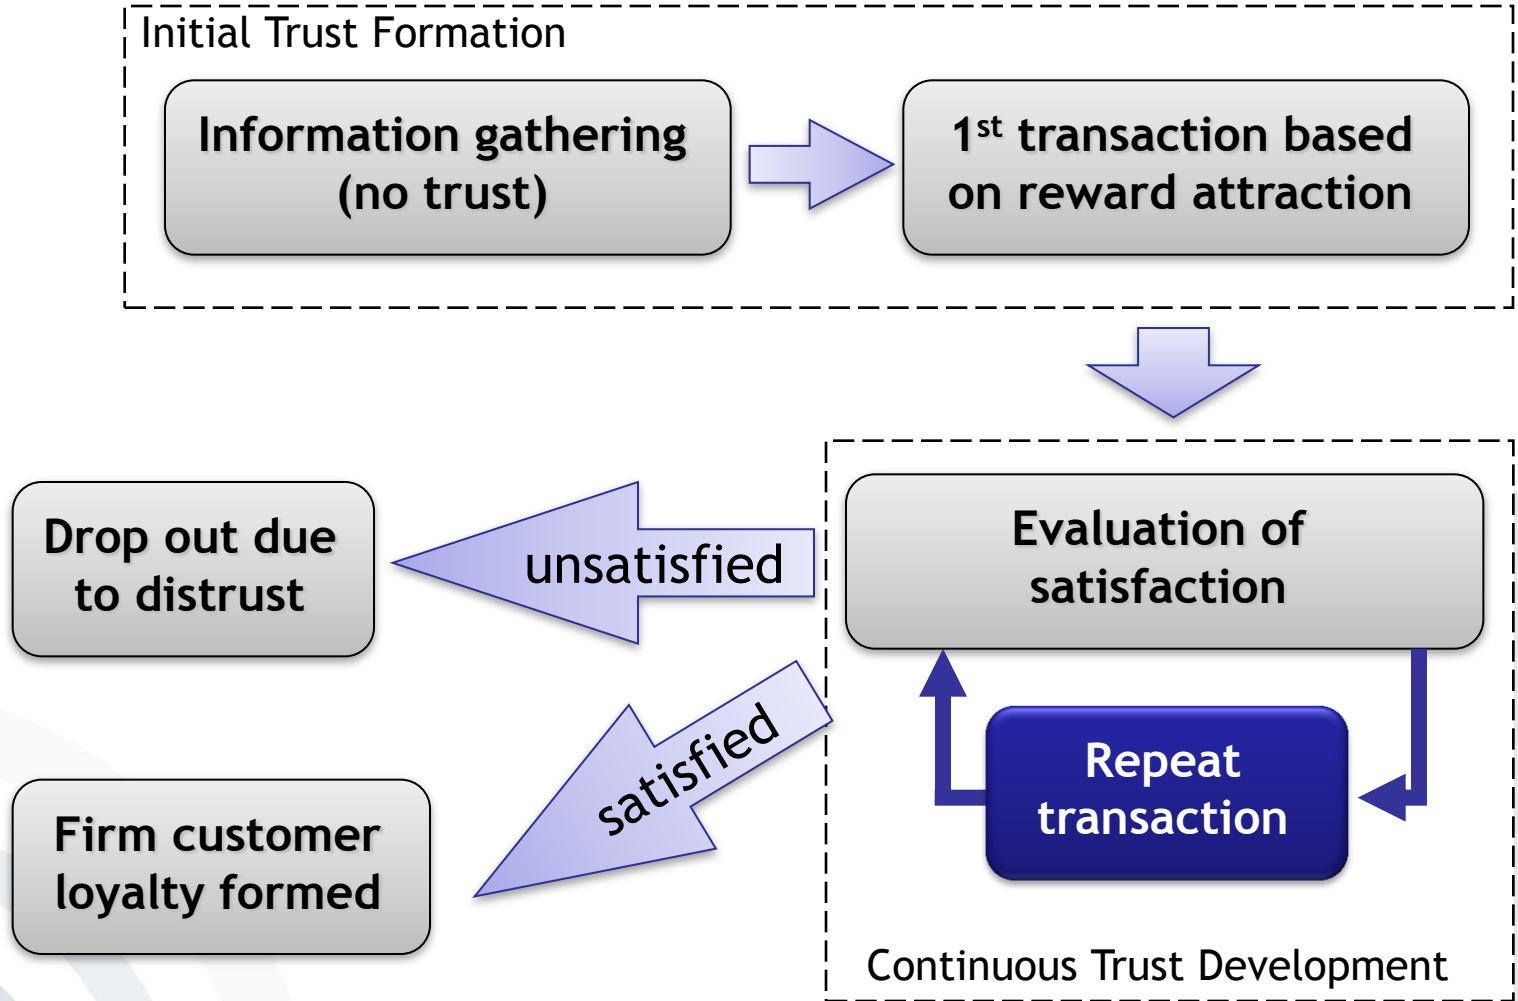 Initial Trust Formation
Information gathering
(no trust)
1st transaction based
on reward attraction
Drop out due
to distrust
unsatisfied
Evaluation of
satisfaction
satisfied
Repeat
transaction
Firm customer
loyalty formed
Continuous Trust Development